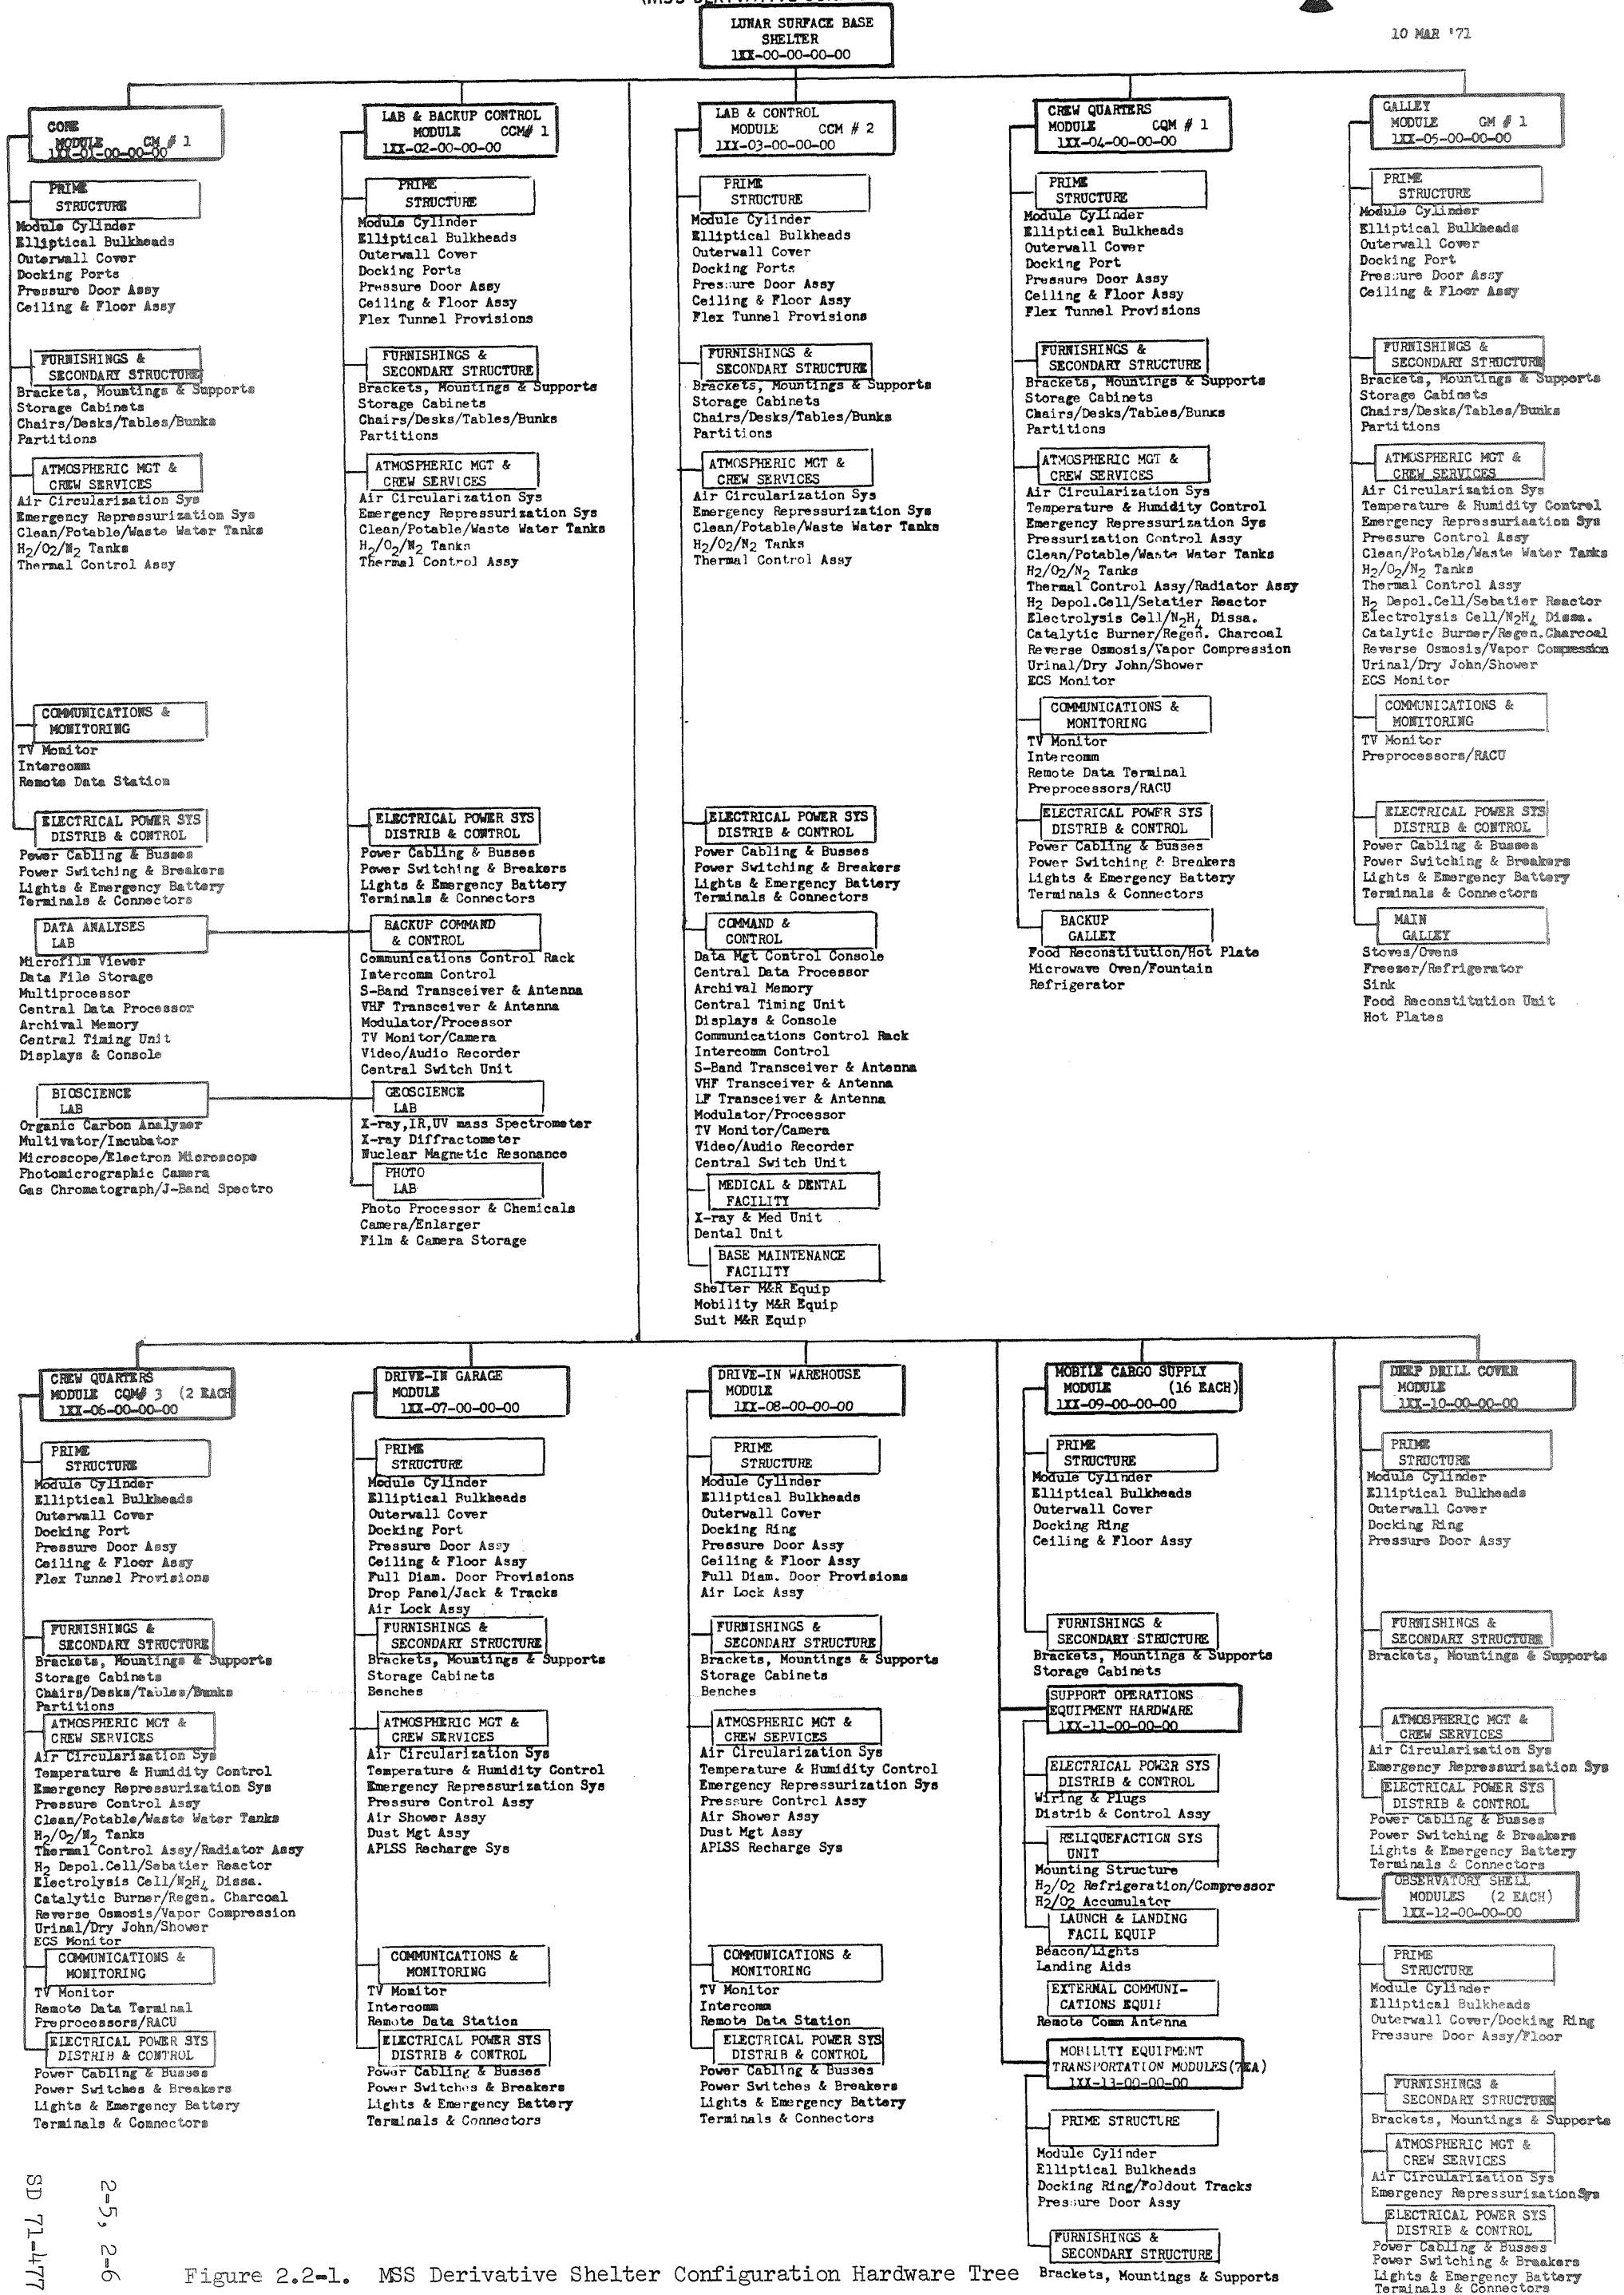 LUNAR SURFACE BASE
SHELTER
1XX-00-00-00-00
10 MAR '71
CORE
MODULE CM # 1
1XX-01-00-00-00
PRIME
STRUCTURE
Module Cylinder
Elliptical Bulkheads
Outerwall Cover
Docking Ports
Pressure Door Assy
Ceiling & Floor Assy
FURNISHINGS &
SECONDARY STRUCTURE
Brackets, Mountings & Supports
Storage Cabinets
Chairs/Desks/Tables/Bunks
Partitions
ATMOSPHERIC MGT &
CREW SERVICES
Air Circularization Sys
Emergency Repressurization Sys
Clean/Potable/Waste Water Tanks
H2/O2/N2 Tanks
Thermal Control Assy
COMMUNICATIONS &
MONITORING
TV Monitor
Intercomm
Remote Data Station
ELECTRICAL POWER SYS
DISTRIB & CONTROL
Power Cabling & Busses
Power Switching & Breakers
Lights & Emergency Battery
Terminals & Connectors
DATA ANALYSES
LAB
Microfilm Viewer
Data File Storage
Multiprocessor
Central Data Processor
Archival Memory
Central Timing Unit
Displays & Console
BIOSCIENCE
LAB
Organic Carbon Analyzer
Multivator/Incubator
Microscope/Electron Microscope
Photomicrographic Camera
Gas Chromatograph/J-Band Spectro
LAB & BACKUP CONTROL
MODULE CCM# 1
1XX-02-00-00-00
PRIME
STRUCTURE
Module Cylinder
Elliptical Bulkheads
Outerwall Cover
Docking Ports
Pressure Door Assy
Ceiling & Floor Assy
Flex Tunnel Provisions
FURNISHINGS &
SECONDARY STRUCTURE
Brackets, Mountings & Supports
Storage Cabinets
Chairs/Desks/Tables/Bunks
Partitions
ATMOSPHERIC MGT &
CREW SERVICES
Air Circularization Sys
Emergency Repressurization Sys
Clean/Potable/Waste Water Tanks
H2/O2/N2 Tanks
Thermal Control Assy
ELECTRICAL POWER SYS
DISTRIB & CONTROL
Power Cabling & Busses
Power Switching & Breakers
Lights & Emergency Battery
Terminals & Connectors
BACKUP COMMAND
& CONTROL
Communications Control Rack
Intercomm Control
S-Band Transceiver & Antenna
VHF Transceiver & Antenna
Modulator/Processor
TV Monitor/Camera
Video/Audio Recorder
Central Switch Unit
GEOSCIENCE
LAB
X-ray,IR,UV mass Spectrometer
X-ray Diffractometer
Nuclear Magnetic Resonance
PHOTO
LAB
Photo Processor & Chemicals
Camera/Enlarger
Film & Camera Storage
LAB & CONTROL
MODULE CCM # 2
1XX-03-00-00-00
PRIME
STRUCTURE
Module Cylinder
Elliptical Bulkheads
Outerwall Cover
Docking Ports
Pressure Door Assy
Ceiling & Floor Assy
Flex Tunnel Provisions
FURNISHINGS &
SECONDARY STRUCTURE
Brackets, Mountings & Supports
Storage Cabinets
Chairs/Desks/Tables/Bunks
Partitions
ATMOSPHERIC MGT &
CREW SERVICES
Air Circularization Sys
Emergency Repressurization Sys
Clean/Potable/Waste Water Tanks
H2/O2/N2 Tanks
Thermal Control Assy
ELECTRICAL POWER SYS
DISTRIB & CONTROL
Power Cabling & Busses
Power Switching & Breakers
Lights & Emergency Battery
Terminals & Connectors
COMMAND &
CONTROL
Data Mgt Control Console
Central Data Processor
Archival Memory
Central Timing Unit
Displays & Console
Communications Control Rack
Intercomm Control
S-Band Transceiver & Antenna
VHF Transceiver & Antenna
LF Transceiver & Antenna
Modulator/Processor
TV Monitor/Camera
Video/Audio Recorder
Central Switch Unit
MEDICAL & DENTAL
FACILITY
X-ray & Med Unit
Dental Unit
BASE MAINTENANCE
FACILITY
Shelter M&R Equip
Mobility M&R Equip
Suit M&R Equip
CREW QUARTERS
MODULE CQM # 1
1XX-04-00-00-00
PRIME
STRUCTURE
Module Cylinder
Elliptical Bulkheads
Outerwall Cover
Docking Port
Pressure Door Assy
Ceiling & Floor Assy
Flex Tunnel Provisions
FURNISHINGS &
SECONDARY STRUCTURE
Brackets, Mountings & Supports
Storage Cabinets
Chairs/Desks/Tables/Bunks
Partitions
ATMOSPHERIC MGT &
CREW SERVICES
Air Circularization Sys
Temperature & Humidity Control
Emergency Repressurization Sys
Pressurization Control Assy
Clean/Potable/Waste Water Tanks
H2/O2/N2 Tanks
Thermal Control Assy/Radiator Assy
H2 Depol.Cell/Sebatier Reactor
Electrolysis Cell/N2H4 Dissa.
Catalytic Burner/Regen. Charcoal
Reverse Osmosis/Vapor Compression
Urinal/Dry John/Shower
ECS Monitor
COMMUNICATIONS &
MONITORING
TV Monitor
Intercomm
Remote Data Terminal
Preprocessors/RACU
ELECTRICAL POWER SYS
DISTRIB & CONTROL
Power Cabling & Busses
Power Switching & Breakers
Lights & Emergency Battery
Terminals & Connectors
BACKUP
GALLEY
Food Reconstitution/Hot Plate
Microwave Oven/Fountain
Refrigerator
GALLEY
MODULE GM # 1
1XX-05-00-00-00
PRIME
STRUCTURE
Module Cylinder
Elliptical Bulkheads
Outerwall Cover
Docking Port
Pressure Door Assy
Ceiling & Floor Assy
FURNISHINGS &
SECONDARY STRUCTURE
Brackets, Mountings & Supports
Storage Cabinets
Chairs/Desks/Tables/Bunks
Partitions
ATMOSPHERIC MGT &
CREW SERVICES
Air Circularization Sys
Temperature & Humidity Control
Emergency Repressuriaation Sys
Pressure Control Assy
Clean/Potable/Waste Water Tanks
H2/O2/N2 Tanks
Thermal Control Assy
H2 Depol.Cell/Sebatier Reactor
Electrolysis Cell/N2H4 Dissa.
Catalytic Burner/Regen.Charcoal
Reverse Osmosis/Vapor Compression
Urinal/Dry John/Shower
ECS Monitor
COMMUNICATIONS &
MONITORING
TV Monitor
Preprocessors/RACU
ELECTRICAL POWER SYS
DISTRIB & CONTROL
Power Cabling & Busses
Power Switching & Breakers
Lights & Emergency Battery
Terminals & Connectors
MAIN
GALLEY
Stoves/Ovens
Freezer/Refrigerator
Sink
Food Reconstitution Unit
Hot Plates
CREW QUARTERS
MODULE CQM# 3 (2 EACH
1XX-06-00-00-00
PRIME
STRUCTURE
Module Cylinder
Elliptical Bulkheads
Outerwall Cover
Docking Port
Pressure Door Assy
Ceiling & Floor Assy
Flex Tunnel Provisions
FURNISHINGS &
SECONDARY STRUCTURE
Brackets, Mountings & Supports
Storage Cabinets
Chairs/Desks/Tables/Bunks
Partitions
ATMOSPHERIC MGT &
CREW SERVICES
Air Circularization Sys
Temperature & Humidity Control
Emergency Repressurization Sys
Pressure Control Assy
Clean/Potable/Waste Water Tanks
H2/O2/N2 Tanks
Thermal Control Assy/Radiator Assy
H2 Depol.Cell/Sebatier Reactor
Electrolysis Cell/N2H4 Dissa.
Catalytic Burner/Regen. Charcoal
Reverse Osmosis/Vapor Compression
Urinal/Dry John/Shower
ECS Monitor
COMMUNICATIONS &
MONITORING
TV Monitor
Remote Data Terminal
Preprocessors/RACU
ELECTRICAL POWER SYS
DISTRIB & CONTROL
Power Cabling & Busses
Power Switches & Breakers
Lights & Emergency Battery
Terminals & Connectors
DRIVE-IN GARAGE
MODULE
1XX-07-00-00-00
PRIME
STRUCTURE
Module Cylinder
Elliptical Bulkheads
Outerwall Cover
Docking Port
Pressure Door Assy
Ceiling & Floor Assy
Full Diam. Door Provisions
Drop Panel/Jack & Tracks
Air Lock Assy
FURNISHINGS &
SECONDARY STRUCTURE
Brackets, Mountings & Supports
Storage Cabinets
Benches
ATMOSPHERIC MGT &
CREW SERVICES
Air Circularization Sys
Temperature & Humidity Control
Emergency Repressurization Sys
Pressure Control Assy
Air Shower Assy
Dust Mgt Assy
APLSS Recharge Sys
COMMUNICATIONS &
MONITORING
TV Monitor
Intercomm
Remote Data Station
ELECTRICAL POWER SYS
DISTRIB & CONTROL
Power Cabling & Busses
Power Switches & Breakers
Lights & Emergency Battery
Terminals & Connectors
DRIVE-IN WAREHOUSE
MODULE
1XX-08-00-00-00
PRIME
STRUCTURE
Module Cylinder
Elliptical Bulkheads
Outerwall Cover
Docking Ring
Pressure Door Assy
Ceiling & Floor Assy
Full Diam. Door Provisions
Air Lock Assy
FURNISHINGS &
SECONDARY STRUCTURE
Brackets, Mountings & Supports
Storage Cabinets
Benches
ATMOSPHERIC MGT &
CREW SERVICES
Air Circularization Sys
Temperature & Humidity Control
Emergency Repressurization Sys
Pressure Control Assy
Air Shower Assy
Dust Mgt Assy
APLSS Recharge Sys
COMMUNICATIONS &
MONITORING
TV Monitor
Intercomm
Remote Data Station
ELECTRICAL POWER SYS
DISTRIB & CONTROL
Power Cabling & Busses
Power Switches & Breakers
Lights & Emergency Battery
Terminals & Connectors
MOBILE CARGO SUPPLY
MODULE (16 EACH)
1XX-09-00-00-00
PRIME
STRUCTURE
Module Cylinder
Elliptical Bulkheads
Outerwall Cover
Docking Ring
Ceiling & Floor Assy
FURNISHINGS &
SECONDARY STRUCTURE
Brackets, Mountings & Supports
Storage Cabinets
SUPPORT OPERATIONS
EQUIPMENT HARDWARE
1XX-11-00-00-00
ELECTRICAL POWER SYS
DISTRIB & CONTROL
Wiring & Plugs
Distrib & Control Assy
RELIQUEFACTION SYS
UNIT
Mounting Structure
H2/O2 Refrigeration/Compressor
H2/O2 Accumulator
LAUNCH & LANDING
FACIL EQUIP
Beacon/Lights
Landing Aids
EXTERNAL COMMUNI-
CATIONS EQUIP
Remote Comm Antenna
MOBILITY EQUIPMENT
TRANSPORTATION MODULES(7EA)
1XX-13-00-00-00
PRIME STRUCTURE
Module Cylinder
Elliptical Bulkheads
Docking Ring/Foldout Tracks
Pressure Door Assy
FURNISHINGS &
SECONDARY STRUCTURE
Brackets, Mountings & Supports
DEEP DRILL COVER
MODULE
1XX-10-00-00-00
PRIME
STRUCTURE
Module Cylinder
Elliptical Bulkheads
Outerwall Cover
Docking Ring
Pressure Door Assy
FURNISHINGS &
SECONDARY STRUCTURE
Brackets, Mountings & Supports
ATMOSPHERIC MGT &
CREW SERVICES
Air Circularization Sys
Emergency Repressurization Sys
ELECTRICAL POWER SYS
DISTRIB & CONTROL
Power Cabling & Busses
Power Switching & Breakers
Lights & Emergency Battery
Terminals & Connectors
OBSERVATORY SHELL
MODULES (2 EACH)
1XX-12-00-00-00
PRIME
STRUCTURE
Module Cylinder
Elliptical Bulkheads
Outerwall Cover/Docking Ring
Pressure Door Assy/Floor
FURNISHINGS &
SECONDARY STRUCTURE
Brackets, Mountings & Supports
ATMOSPHERIC MGT &
CREW SERVICES
Air Circularization Sys
Emergency RepressurizationSys
ELECTRICAL POWER SYS
DISTRIB & CONTROL
Power Cabling & Busses
Power Switching & Breakers
Lights & Emergency Battery
Terminals & Connectors
2-5, 2-6
SD 71-477
Figure 2.2-1. MSS Derivative Shelter Configuration Hardware Tree